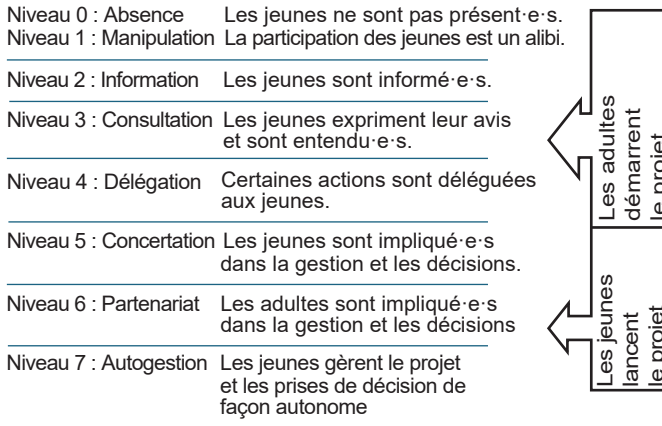 Niveau 0 : Absence Les jeunes ne sont pas présent·e·s.
Niveau 1 : Manipulation La participation des jeunes est un alibi.
Niveau 2 : Information Les jeunes sont informé·e·s.
Niveau 3 : Consultation Les jeunes expriment leur avis
et sont entendu·e·s.
Niveau 4 : Délégation Certaines actions sont déléguées
aux jeunes.
Niveau 5 : Concertation Les jeunes sont impliqué·e·s
dans la gestion et les décisions.
Niveau 6 : Partenariat Les adultes sont impliqué·e·s
dans la gestion et les décisions
Niveau 7 : Autogestion Les jeunes gèrent le projet
et les prises de décision de
façon autonome
Les adultes
démarrent
le projet
Les jeunes
lancent
le projet